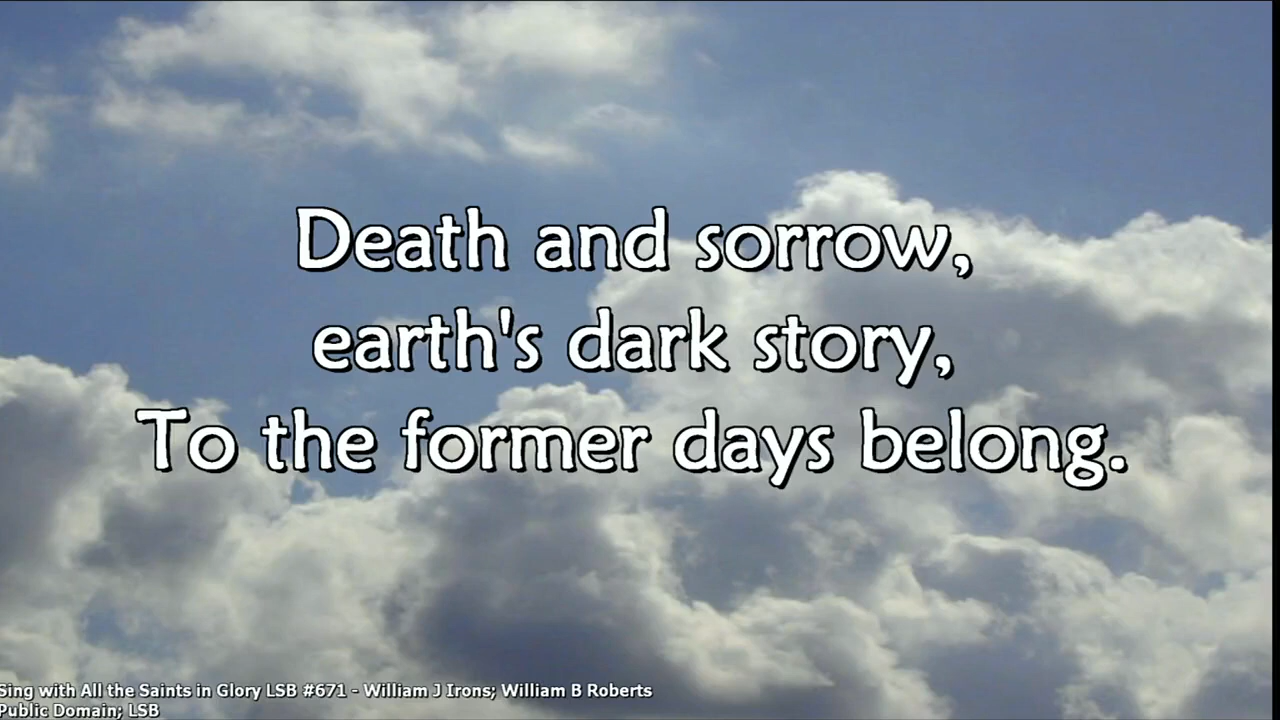 Death and sorrow,
earth's dark story,
To the former days belong.
Sing with All the Saints in Glory LSB #671 - William J Irons; William B Roberts
Public Domain; LSB